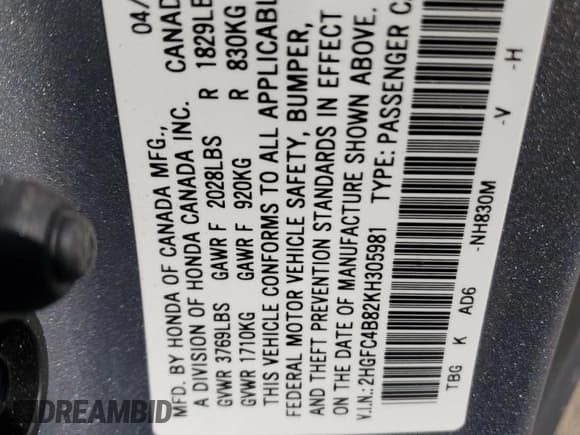 04/
MFD. BY HONDA OF CANADA MFG., CANAD
A DIVISION OF HONDA CANADA INC.
GVWR 3769LBS GAWR F 2028LBS R 1829LB
GVWR 1710KG GAWR F 920KG R 830KG
THIS VEHICLE CONFORMS TO ALL APPLICABL
FEDERAL MOTOR VEHICLE SAFETY, BUMPER,
AND THEFT PREVENTION STANDARDS IN EFFECT
ON THE DATE OF MANUFACTURE SHOWN ABOVE.
V.I.N.: 2HGFC4B82KH305981 TYPE: PASSENGER CA
TBG K AD6 -NH830M -V -H
DREAMBID